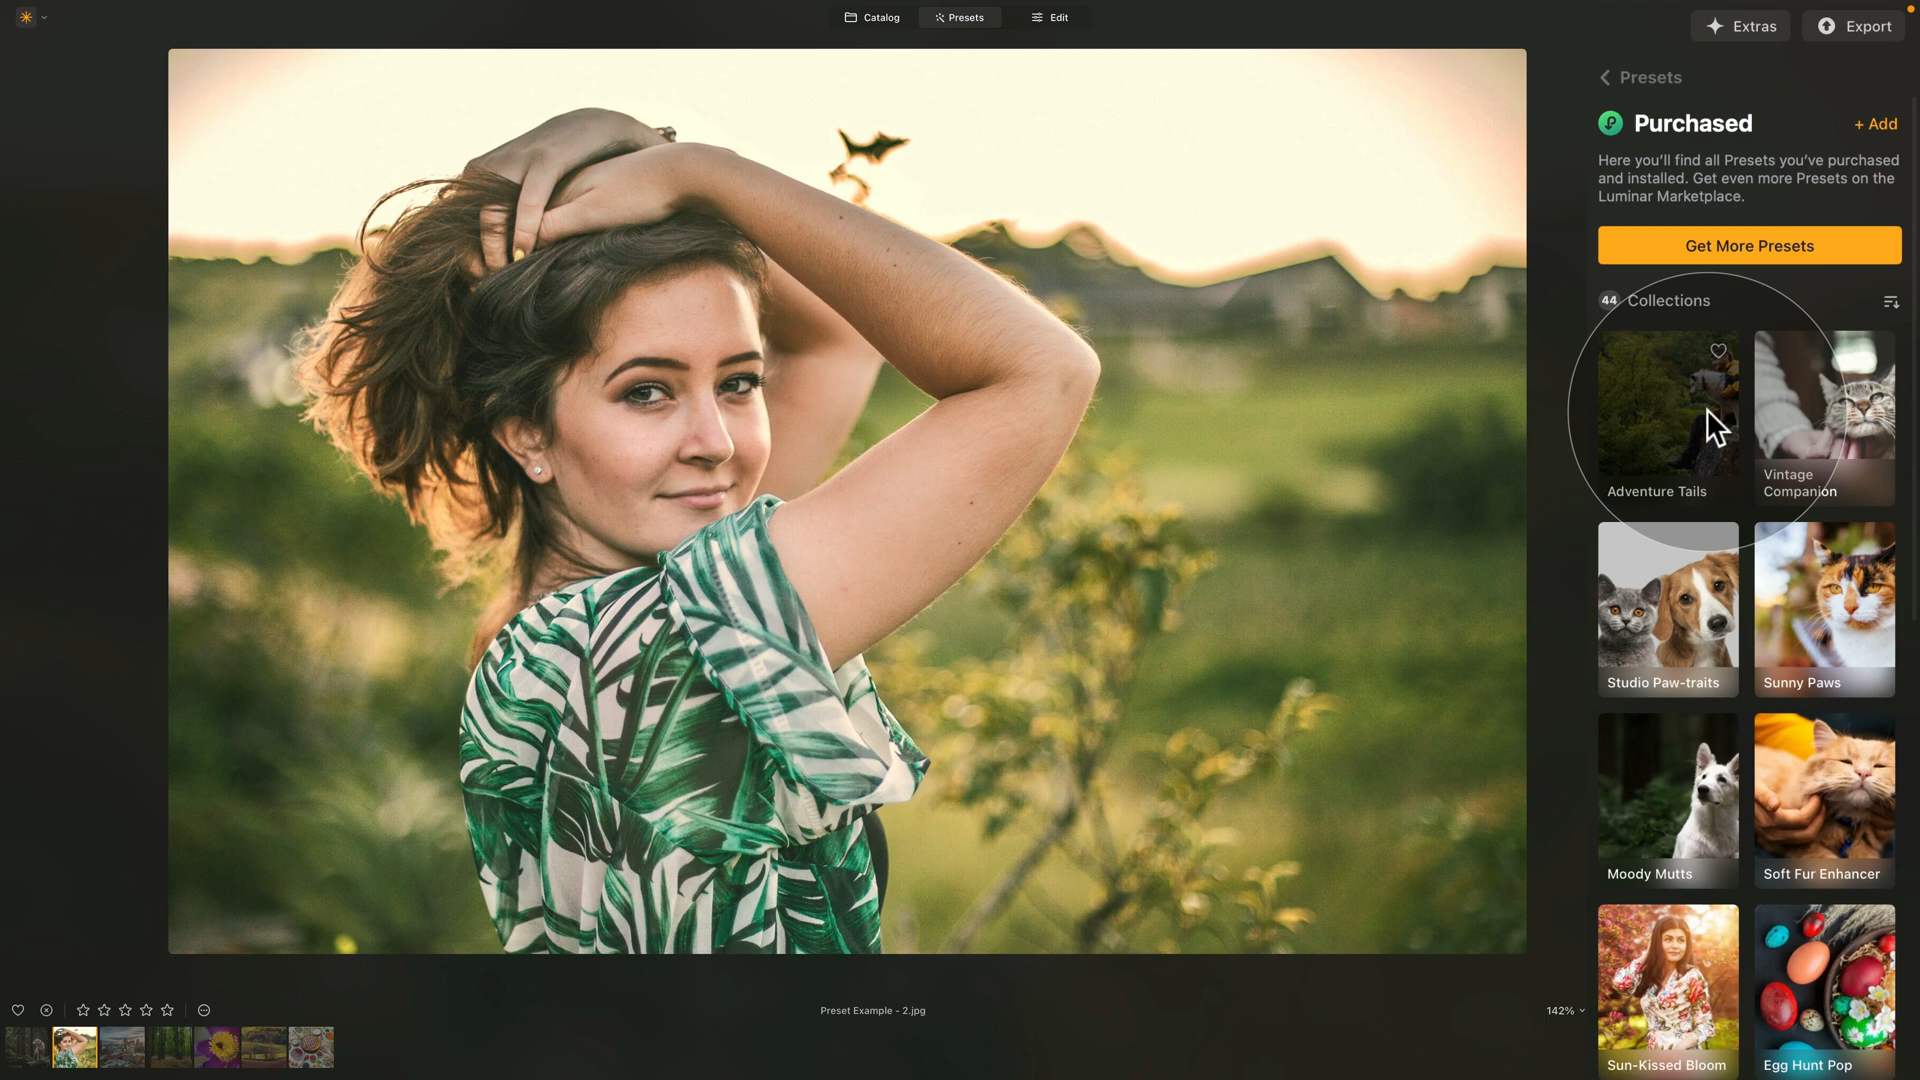 Catalog
Presets
Edit
Extras
Export
Presets
Purchased
+ Add
Here you'll find all Presets you've purchased
and installed. Get even more Presets on the
Luminar Marketplace.
Get More Presets
44 Collections
Adventure Tails
Vintage
Companion
Studio Paw-traits
Sunny Paws
Moody Mutts
Soft Fur Enhancer
Sun-Kissed Bloom
Egg Hunt Pop
Preset Example - 2.jpg
142%